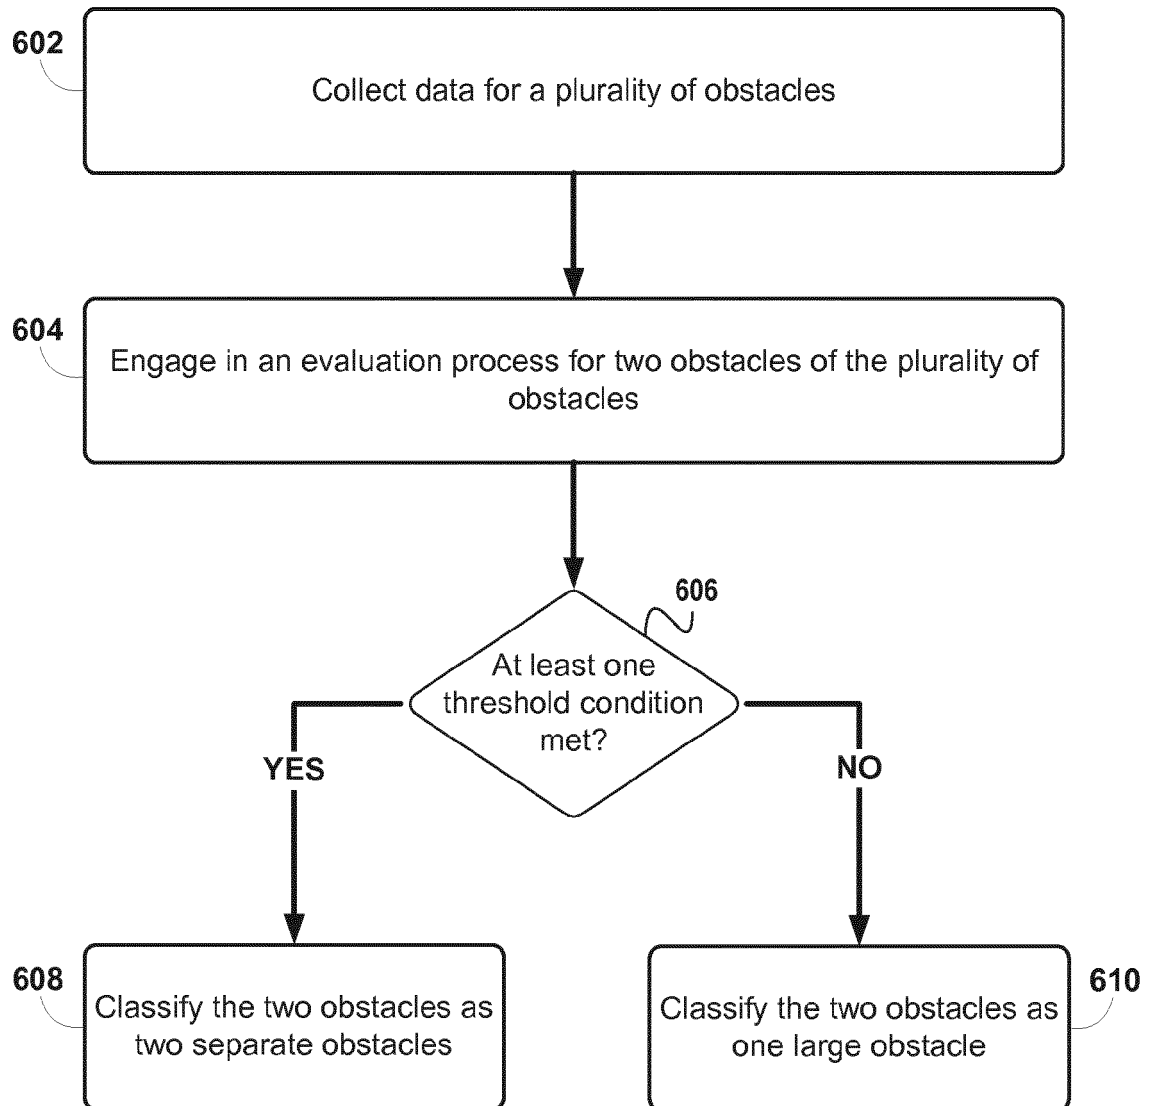 602
Collect data for a plurality of obstacles
604
Engage in an evaluation process for two obstacles of the plurality of
obstacles
606
At least one
threshold condition
met?
YES
NO
608
Classify the two obstacles as
two separate obstacles
610
Classify the two obstacles as
one large obstacle